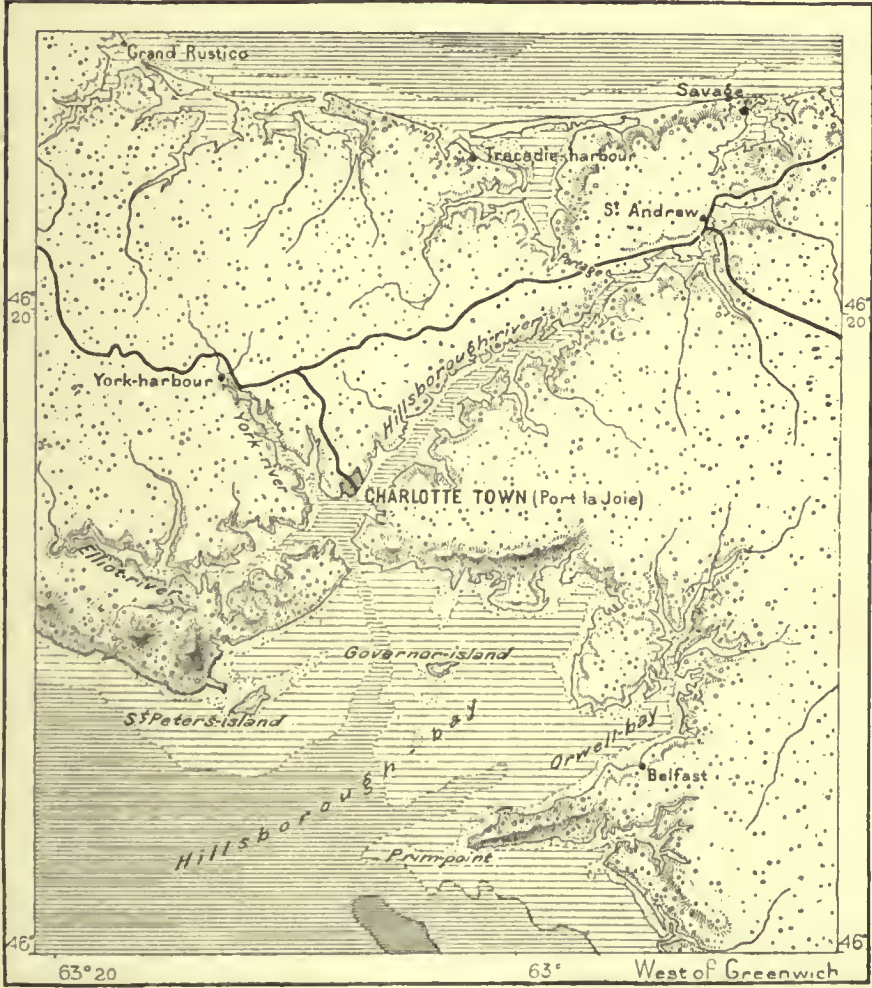 Grand Rustico
Savage
Tracadie-harbour
St Andrew
Portage
46°
20'
46°
20'
Hillsborough-river
York-harbour
York river
CHARLOTTE TOWN (Port la Joie)
Elliot-river
Governor-island
St Peters-island
Hillsborough-bay
Orwell-bay
Belfast
Prim-point
46°
46°
63° 20
63°
West of Greenwich